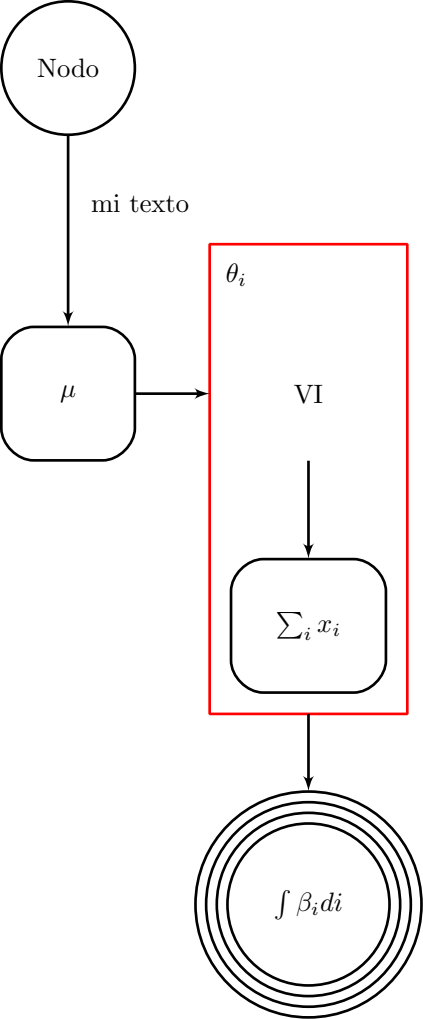 Nodo
mi texto
θ_i
μ
VI
∑_i x_i
∫ β_i di